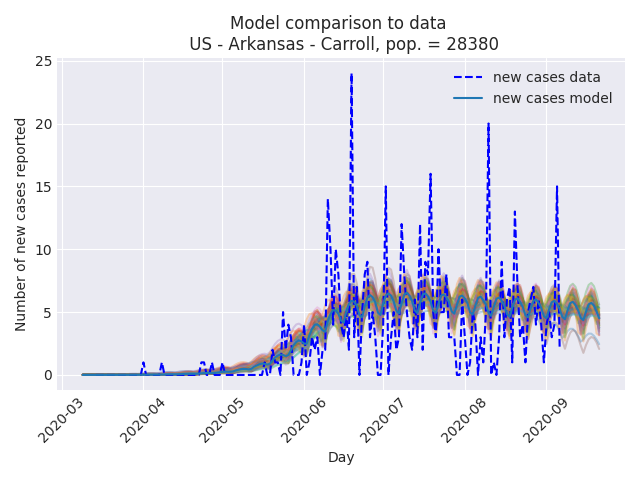 Model comparison to data
US - Arkansas - Carroll, pop. = 28380
new cases data
new cases model
Number of new cases reported
25
20
15
10
5
0
2020-03
2020-04
2020-05
2020-06
2020-07
2020-08
2020-09
Day